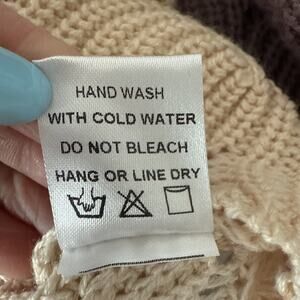 HAND WASH
WITH COLD WATER
DO NOT BLEACH
HANG OR LINE DRY